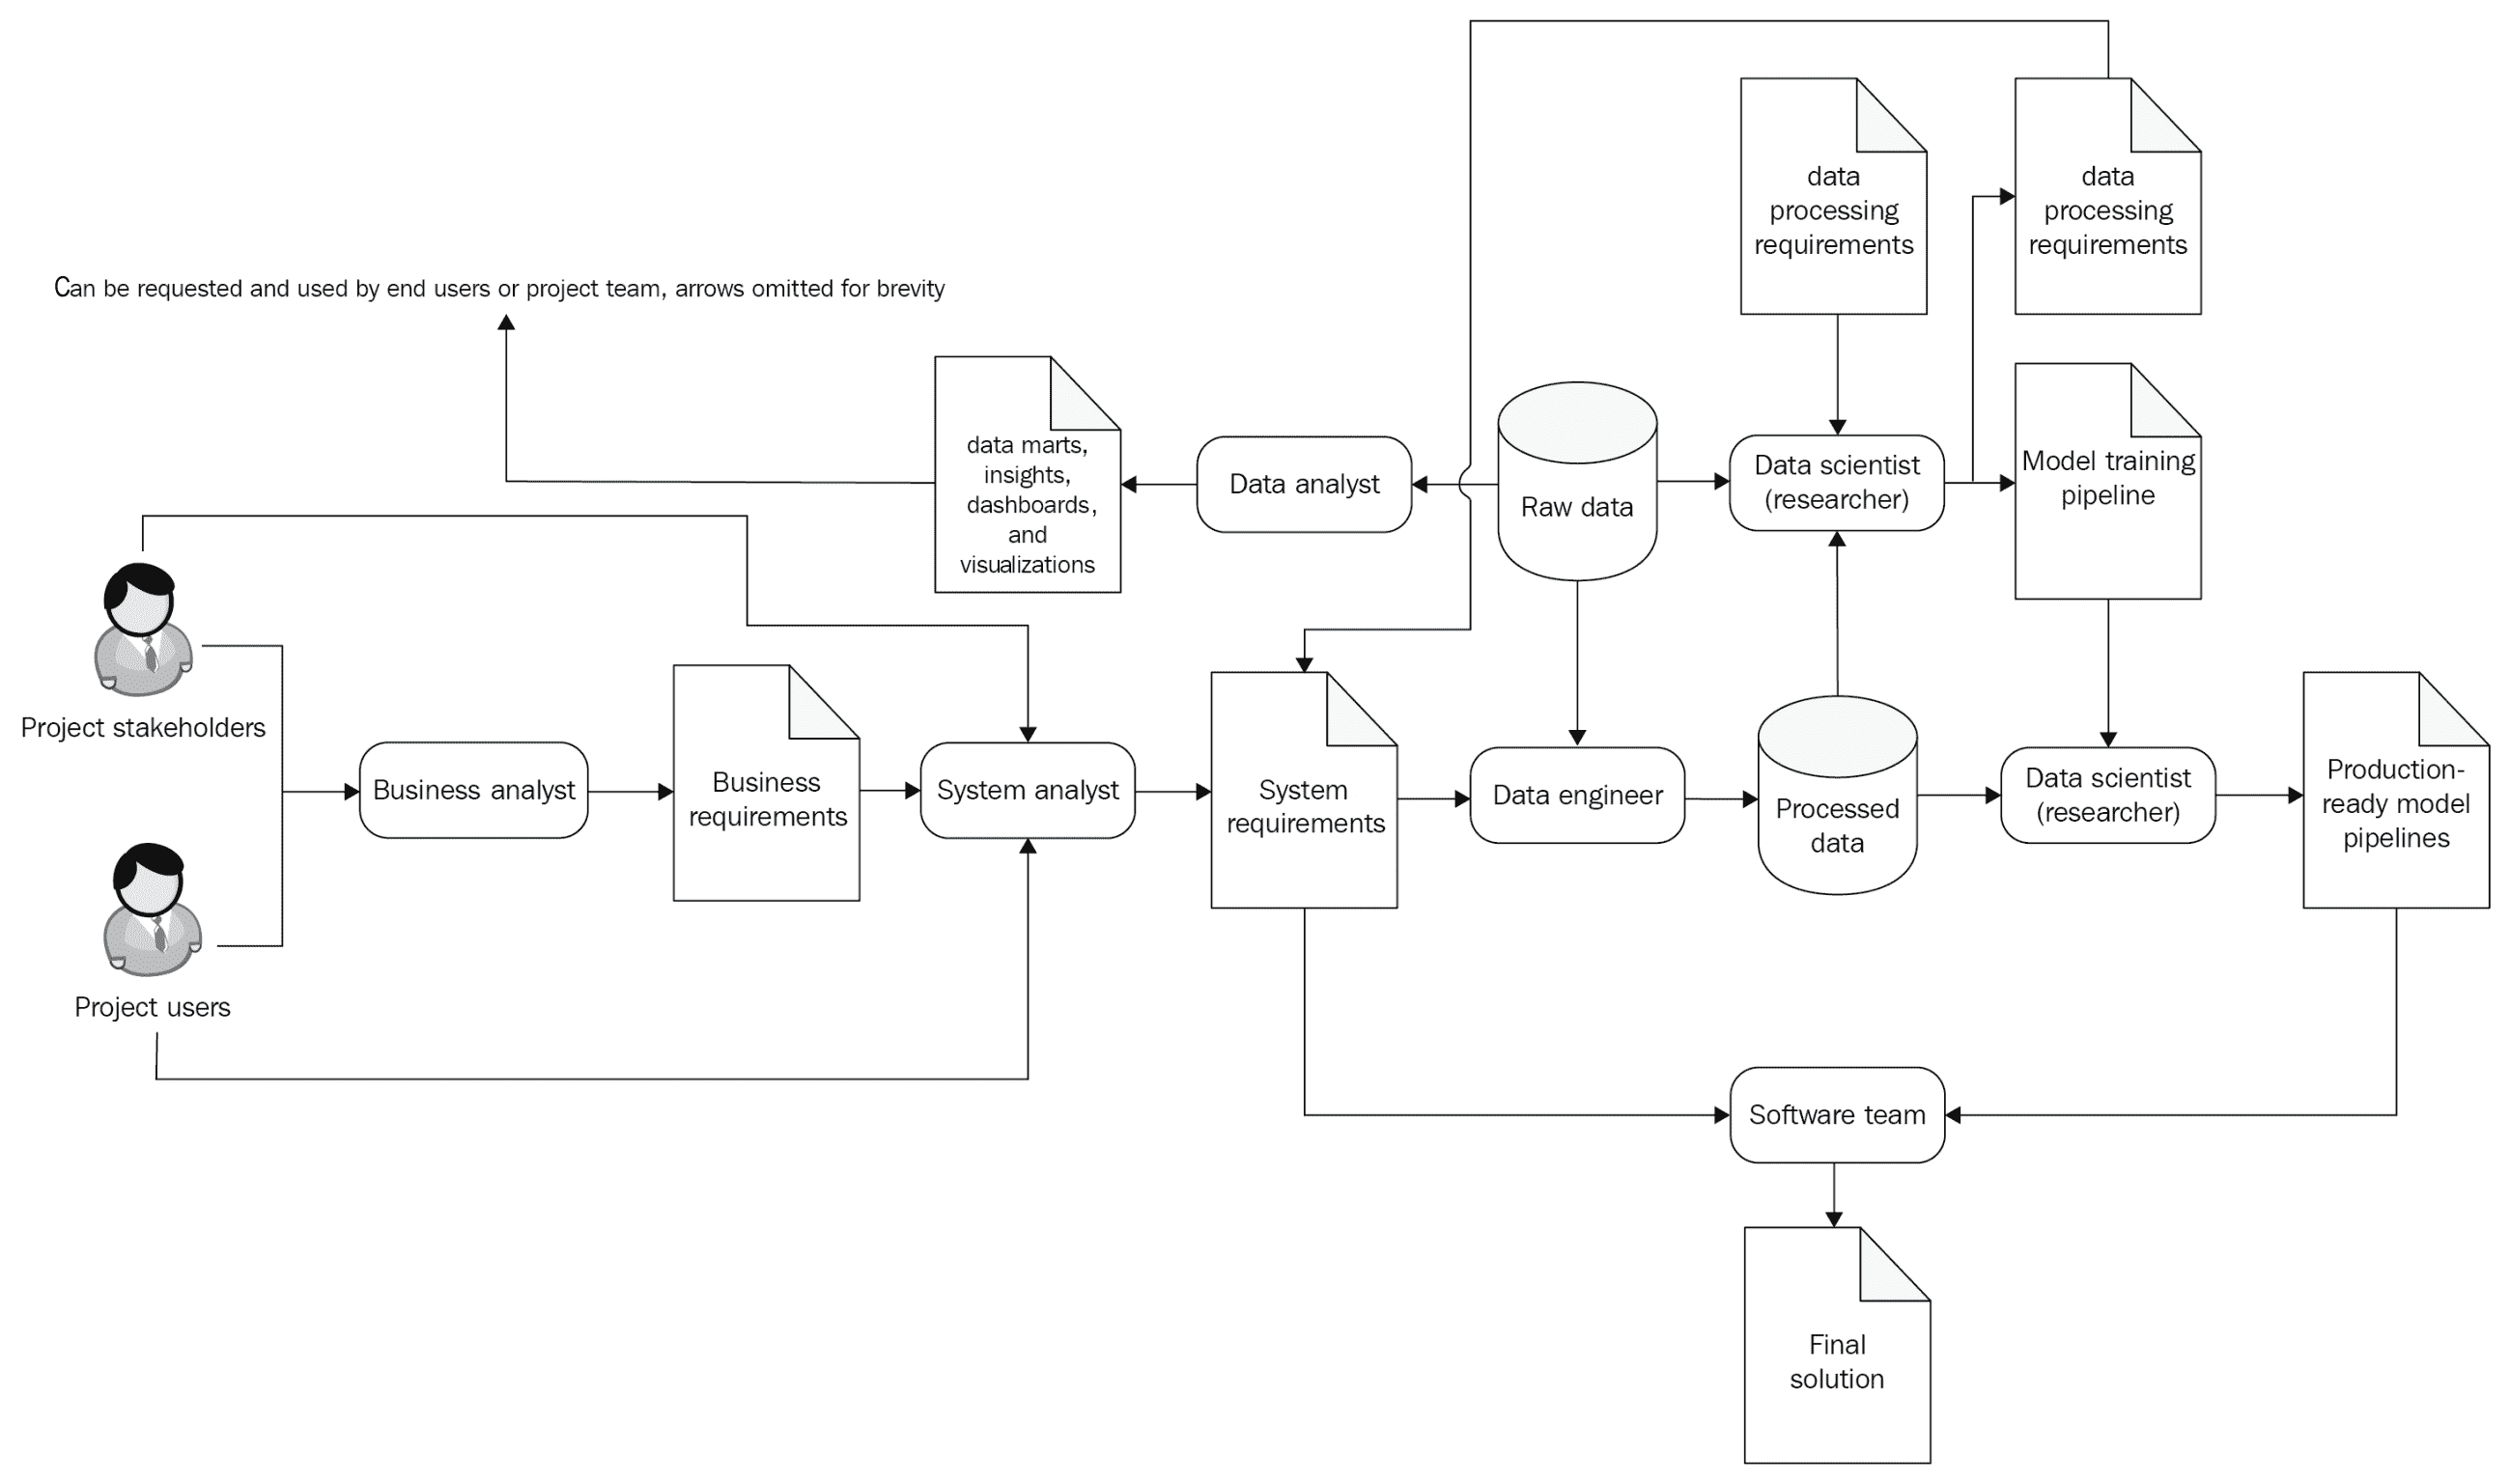 data
processing
requirements
data
processing
requirements
Can be requested and used by end users or project team, arrows omitted for brevity
data marts,
insights,
dashboards,
and
visualizations
Data analyst
Raw data
Data scientist
(researcher)
Model training
pipeline
Project stakeholders
Business analyst
Business
requirements
System analyst
System
requirements
Data engineer
Processed
data
Data scientist
(researcher)
Production-
ready model
pipelines
Project users
Software team
Final
solution